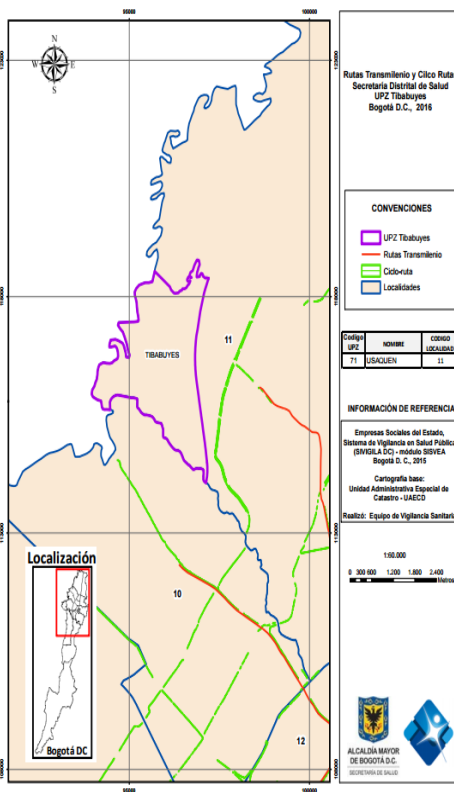 95000
100000
N
W
E
S
Rutas Transmilenio y Cilco Ruta
Secretaria Distrital de Salud
UPZ Tibabuyes
Bogotá D.C., 2016
CONVENCIONES
UPZ Tibabuyes
Rutas Transmilenio
Ciclo-ruta
Localidades
Codigo UPZ
NOMBRE
CODIGO LOCALIDAD
71 USAQUEN 11
INFORMACIÓN DE REFERENCIA
Empresas Sociales del Estado,
Sistema de Vigilancia en Salud Pública
(SIVIGILA DC) - módulo SISVEA
Bogotá D. C., 2015
Cartografía base:
Unidad Administrativa Especial de
Catastro - UAECD
Realizó: Equipo de Vigilancia Sanitaria
1:60.000
0 300 600 1.200 1.800 2.400
Metros
TIBABUYES
11
10
12
Localización
Bogotá DC
95000
100000
ALCALDÍA MAYOR
DE BOGOTÁ D.C.
SECRETARÍA DE SALUD